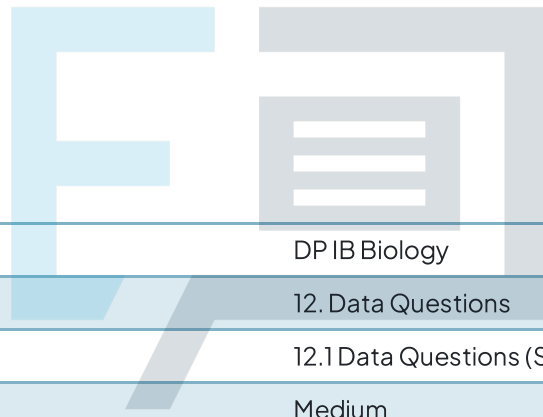 DP IB Biology
12. Data Questions
12.1 Data Questions (S
Medium